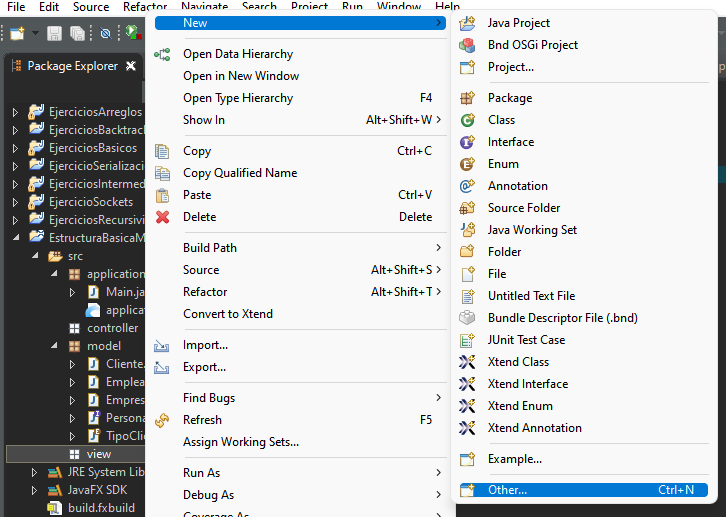 File
Edit
Source
Refactor
Navigate
Search
Project
Run
Window
Help
Package Explorer
EjerciciosArreglos
EjerciciosBacktrack
EjerciciosBasicos
EjercicioSerializacio
EjerciciosIntermed
EjercicioSockets
EjerciciosRecursivi
EstructuraBasicaM
src
application
Main.ja
applica
controller
model
Cliente.
Emplea
Empres
Persona
TipoCli
view
JRE System Lib
JavaFX SDK
build.fxbuild
New
Open Data Hierarchy
Open in New Window
Open Type Hierarchy F4
Show In Alt+Shift+W
Copy Ctrl+C
Copy Qualified Name
Paste Ctrl+V
Delete Delete
Build Path
Source Alt+Shift+S
Refactor Alt+Shift+T
Convert to Xtend
Import...
Export...
Find Bugs
Refresh F5
Assign Working Sets...
Run As
Debug As
Coverage As
Java Project
Bnd OSGi Project
Project...
Package
Class
Interface
Enum
Annotation
Source Folder
Java Working Set
Folder
File
Untitled Text File
Bundle Descriptor File (.bnd)
JUnit Test Case
Xtend Class
Xtend Interface
Xtend Enum
Xtend Annotation
Example...
Other... Ctrl+N